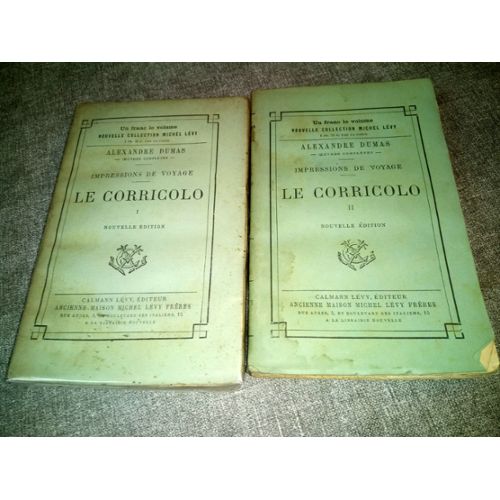 Un franc le volume
NOUVELLE COLLECTION MICHEL LÉVY
ALEXANDRE DUMAS
— ŒUVRES COMPLÈTES —
IMPRESSIONS DE VOYAGE
LE CORRICOLO
I
NOUVELLE ÉDITION
CALMANN LÉVY, ÉDITEUR
ANCIENNE MAISON MICHEL LÉVY FRÈRES
RUE AUBER, 3, ET BOULEVARD DES ITALIENS, 15
A LA LIBRAIRIE NOUVELLE
Un franc le volume
NOUVELLE COLLECTION MICHEL LÉVY
ALEXANDRE DUMAS
— ŒUVRES COMPLÈTES —
IMPRESSIONS DE VOYAGE
LE CORRICOLO
II
NOUVELLE ÉDITION
CALMANN LÉVY, ÉDITEUR
ANCIENNE MAISON MICHEL LÉVY FRÈRES
RUE AUBER, 3, ET BOULEVARD DES ITALIENS, 15
A LA LIBRAIRIE NOUVELLE